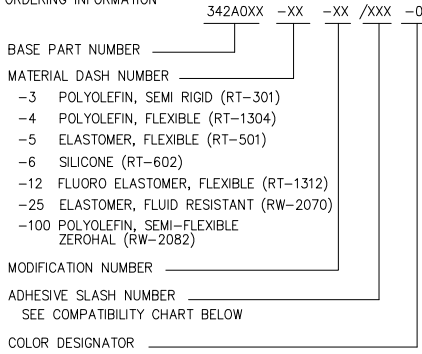 ORDERING INFORMATION
342A0XX -XX -XX /XXX -0
BASE PART NUMBER
MATERIAL DASH NUMBER
-3 POLYOLEFIN, SEMI RIGID (RT-301)
-4 POLYOLEFIN, FLEXIBLE (RT-1304)
-5 ELASTOMER, FLEXIBLE (RT-501)
-6 SILICONE (RT-602)
-12 FLUORO ELASTOMER, FLEXIBLE (RT-1312)
-25 ELASTOMER, FLUID RESISTANT (RW-2070)
-100 POLYOLEFIN, SEMI-FLEXIBLE
ZEROHAL (RW-2082)
MODIFICATION NUMBER
ADHESIVE SLASH NUMBER
SEE COMPATIBILITY CHART BELOW
COLOR DESIGNATOR